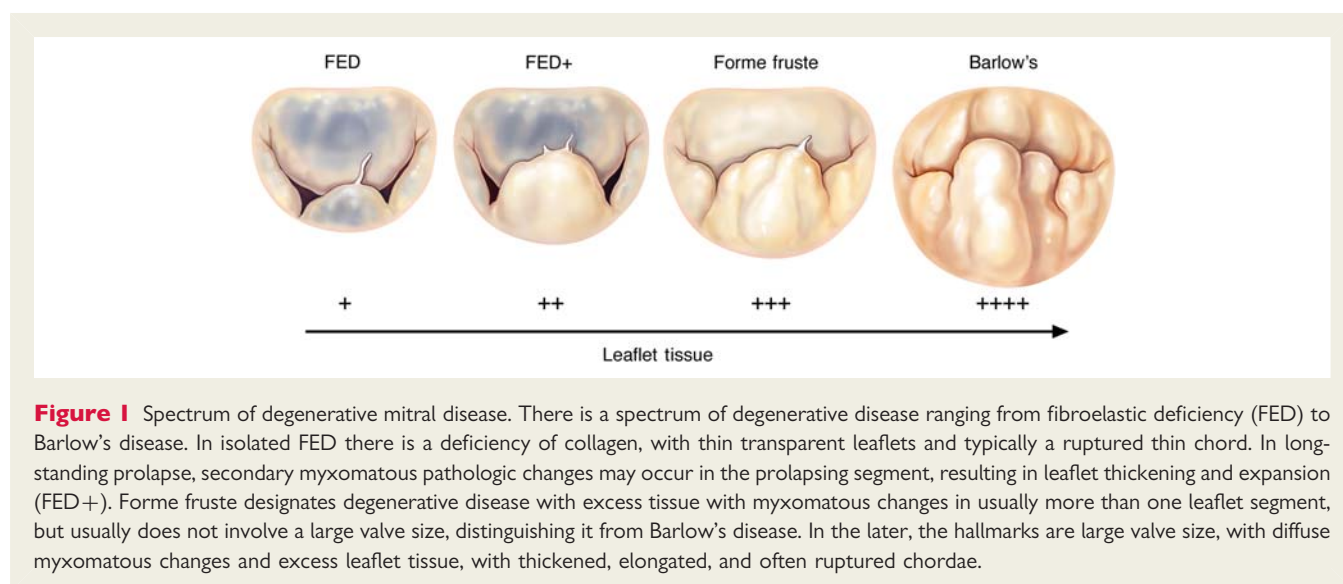 FED FED+ Forme fruste Barlow's
+ ++ +++ ++++
Leaflet tissue
Figure 1 Spectrum of degenerative mitral disease. There is a spectrum of degenerative disease ranging from fibroelastic deficiency (FED) to
Barlow's disease. In isolated FED there is a deficiency of collagen, with thin transparent leaflets and typically a ruptured thin chord. In long-
standing prolapse, secondary myxomatous pathologic changes may occur in the prolapsing segment, resulting in leaflet thickening and expansion
(FED+). Forme fruste designates degenerative disease with excess tissue with myxomatous changes in usually more than one leaflet segment,
but usually does not involve a large valve size, distinguishing it from Barlow's disease. In the later, the hallmarks are large valve size, with diffuse
myxomatous changes and excess leaflet tissue, with thickened, elongated, and often ruptured chordae.